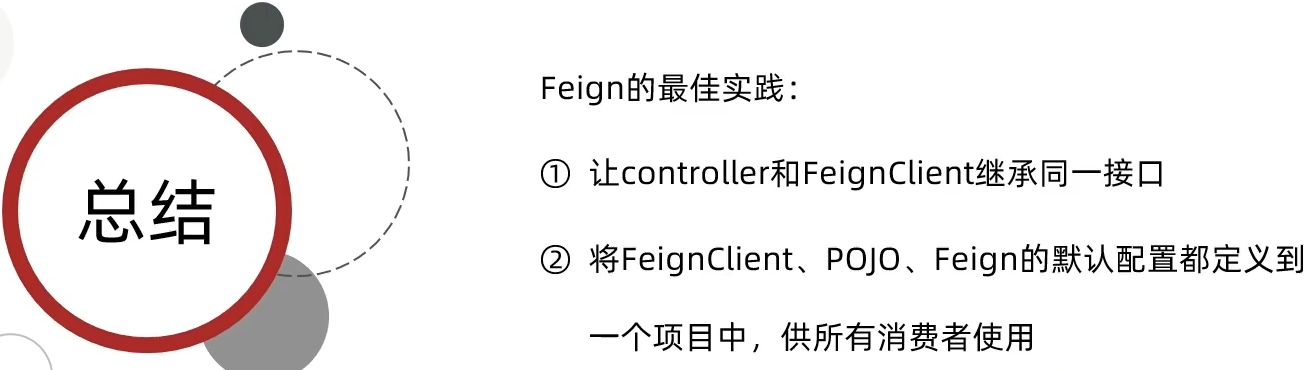 总结
Feign的最佳实践：
① 让controller和FeignClient继承同一接口
② 将FeignClient、POJO、Feign的默认配置都定义到
一个项目中，供所有消费者使用